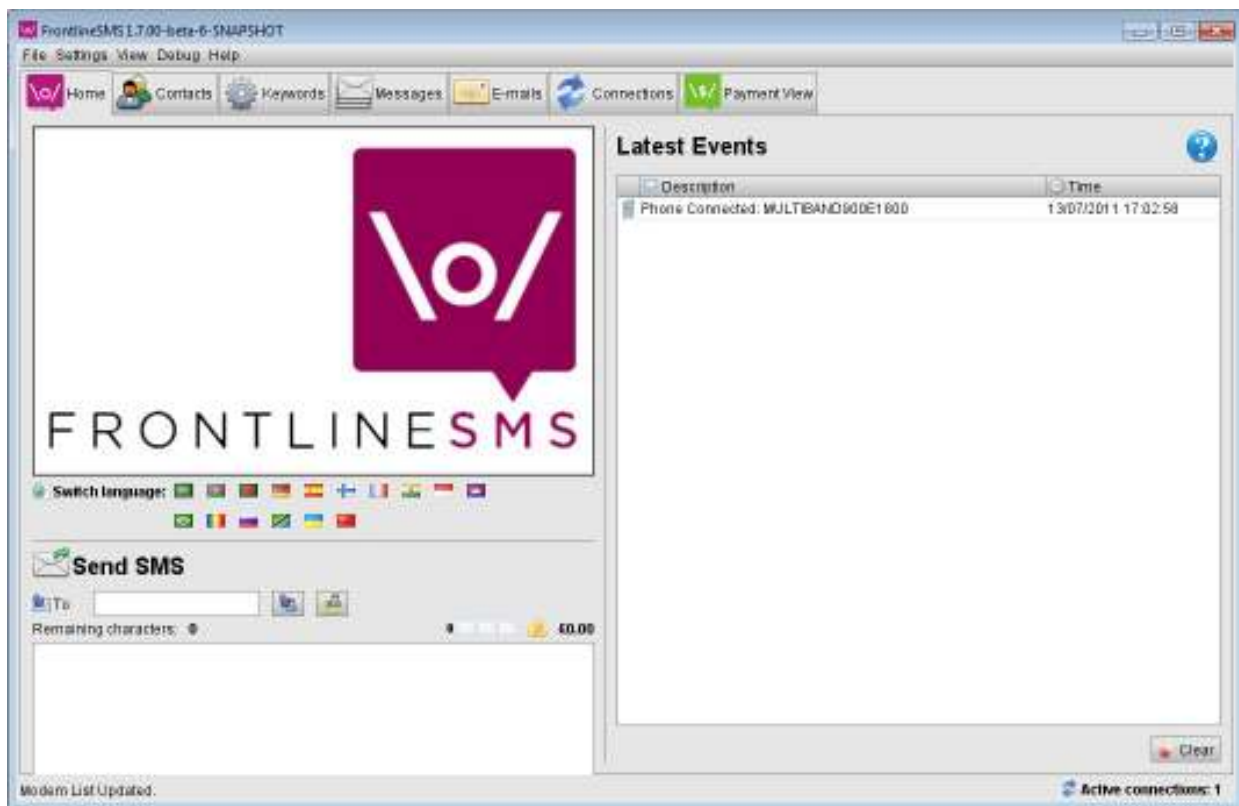 FrontlineSMS 1.7.00-beta-6-SNAPSHOT
File Settings View Debug Help
\o/ Home Contacts Keywords Messages E-mails Connections \$/ Payment View
\o/
FRONTLINESMS
Switch language:
Send SMS
To
Remaining characters: 0
0 £0.00
Latest Events
Description Time
Phone Connected: MULTIBAND900E1800 13/07/2011 17:02:58
Clear
Modem List Updated. Active connections: 1